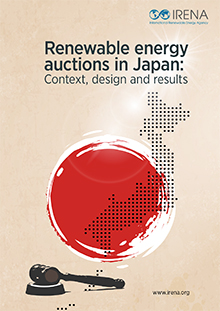 IRENA
International Renewable Energy Agency
Renewable energy
auctions in Japan:
Context, design and results
www.irena.org